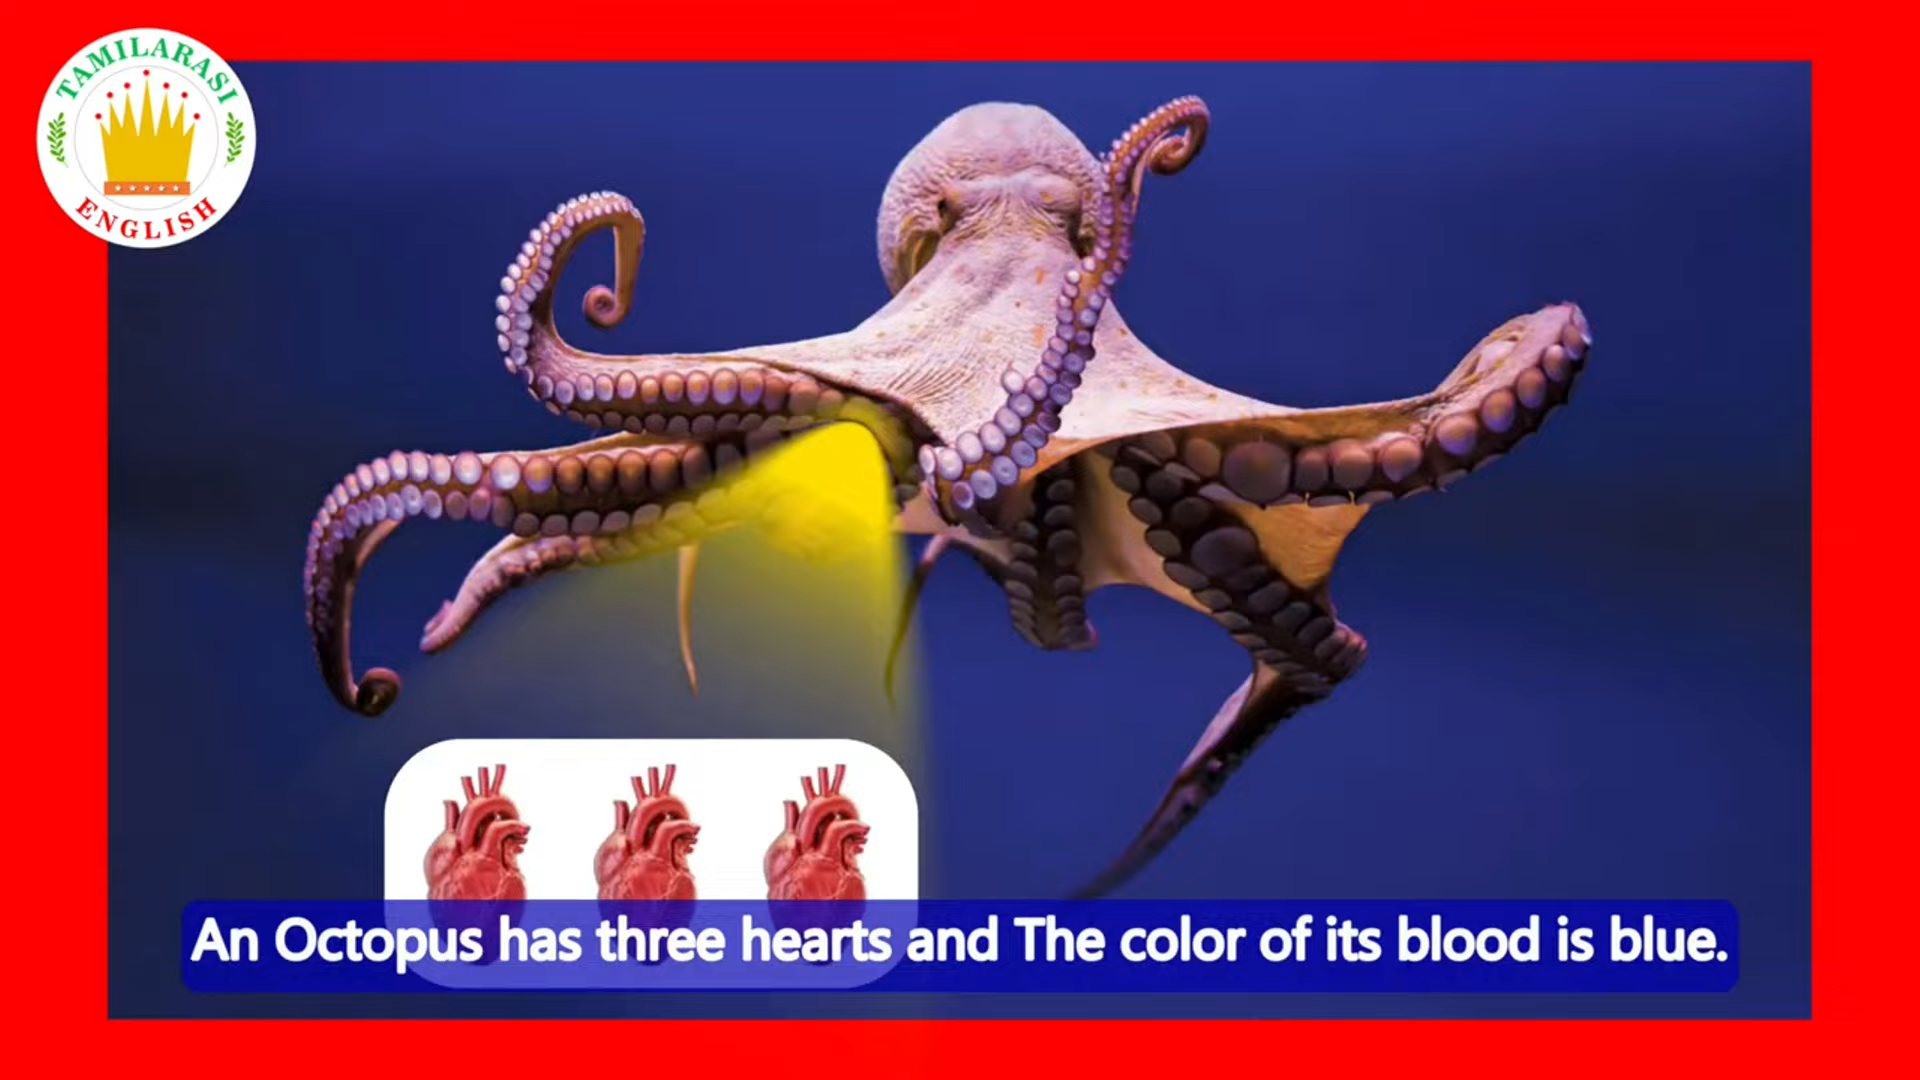 TAMILARASI
ENGLISH
An Octopus has three hearts and The color of its blood is blue.